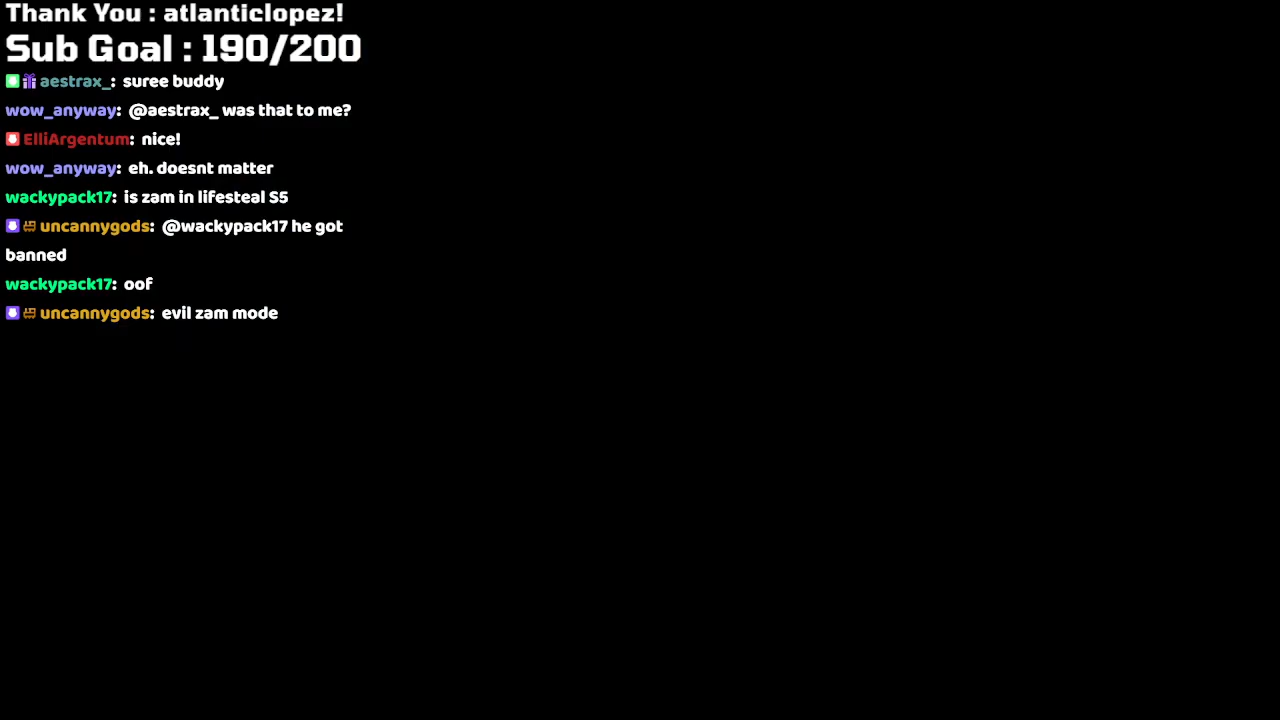 Thank You : atlanticlopez!
Sub Goal : 190/200
aestrax_: suree buddy
wow_anyway: @aestrax_ was that to me?
ElliArgentum: nice!
wow_anyway: eh. doesnt matter
wackypack17: is zam in lifesteal S5
uncannygods: @wackypack17 he got
banned
wackypack17: oof
uncannygods: evil zam mode